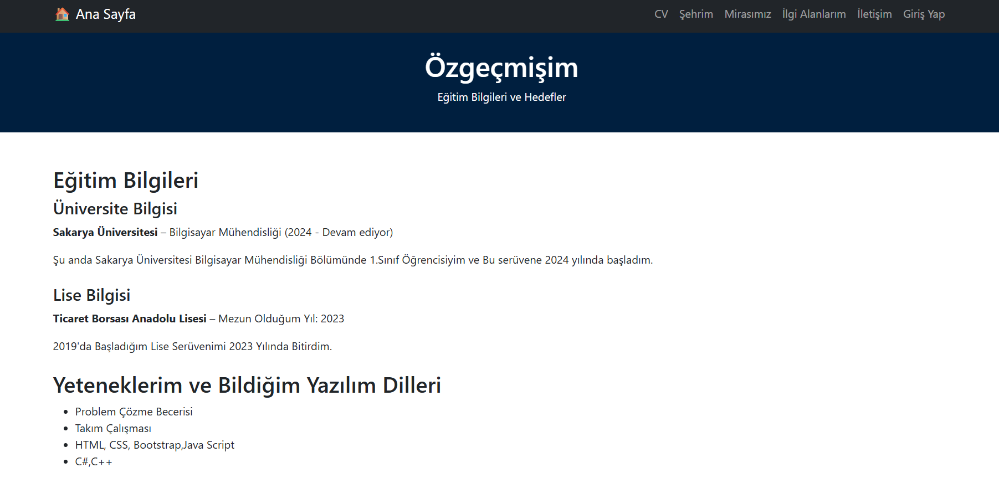 Ana Sayfa
CV Şehrim Mirasımız İlgi Alanlarım İletişim Giriş Yap
Özgeçmişim
Eğitim Bilgileri ve Hedefler
Eğitim Bilgileri
Üniversite Bilgisi
Sakarya Üniversitesi – Bilgisayar Mühendisliği (2024 - Devam ediyor)
Şu anda Sakarya Üniversitesi Bilgisayar Mühendisliği Bölümünde 1.Sınıf Öğrencisiyim ve Bu serüvene 2024 yılında başladım.
Lise Bilgisi
Ticaret Borsası Anadolu Lisesi – Mezun Olduğum Yıl: 2023
2019'da Başladığım Lise Serüvenimi 2023 Yılında Bitirdim.
Yeteneklerim ve Bildiğim Yazılım Dilleri
• Problem Çözme Becerisi
• Takım Çalışması
• HTML, CSS, Bootstrap,Java Script
• C#,C++